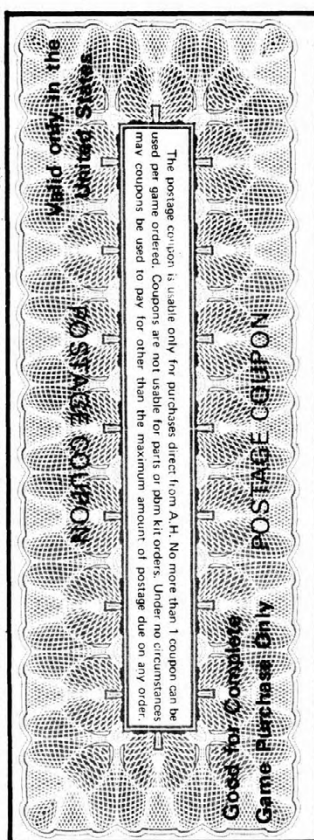 Valid only in the
United States
POSTAGE COUPON
The postage coupon is usable only for purchases direct from A.H. No more than 1 coupon can be
used per game ordered. Coupons are not usable for parts or pbm kit orders. Under no circumstances
may coupons be used to pay for other than the maximum amount of postage due on any order.
POSTAGE COUPON
Good for Complete
Game Purchase Only